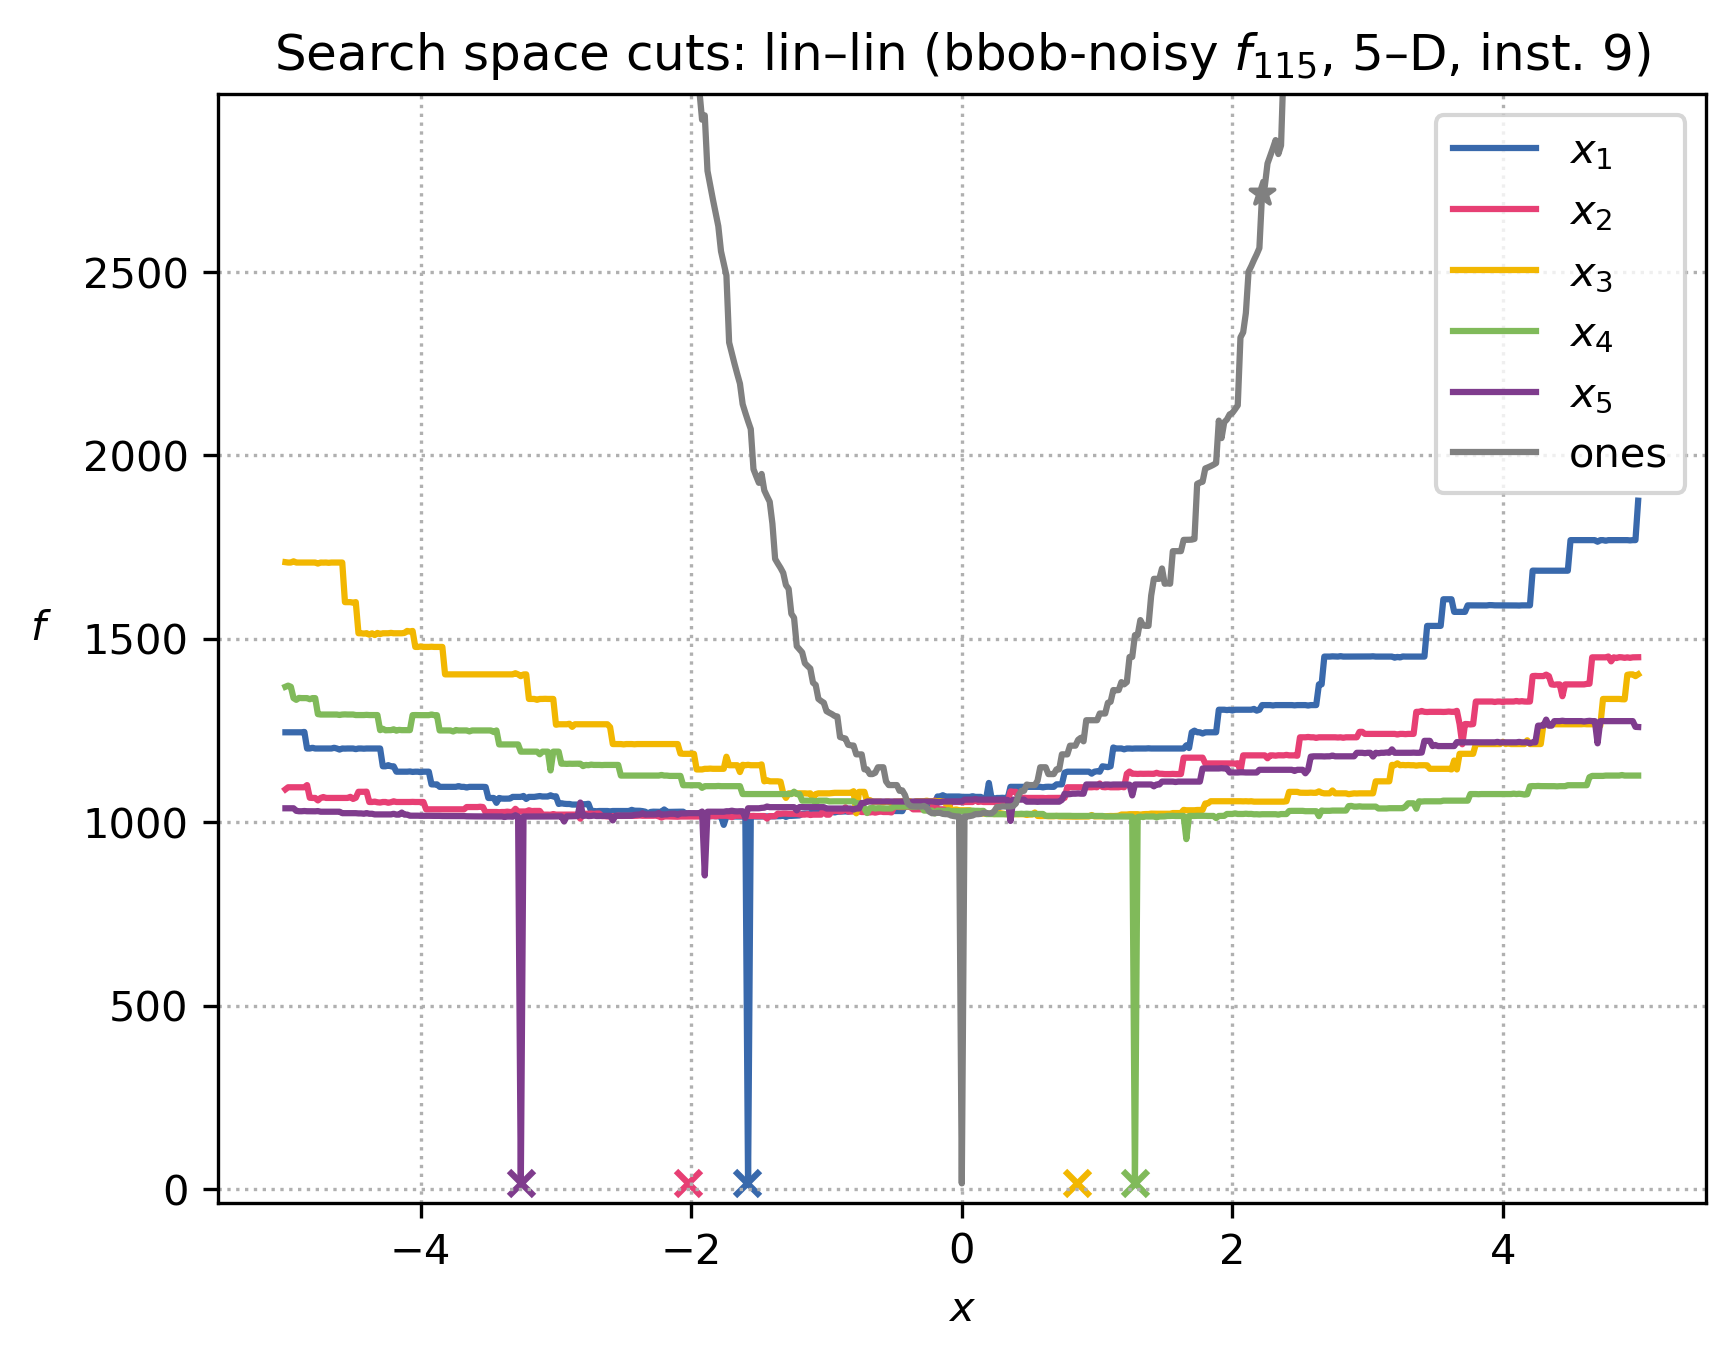 Search space cuts: lin–lin (bbob-noisy f₁₁₅, 5–D, inst. 9)
x₁
x₂
x₃
x₄
x₅
ones
2500
2000
1500
1000
500
0
f
−4 −2 0 2 4
x